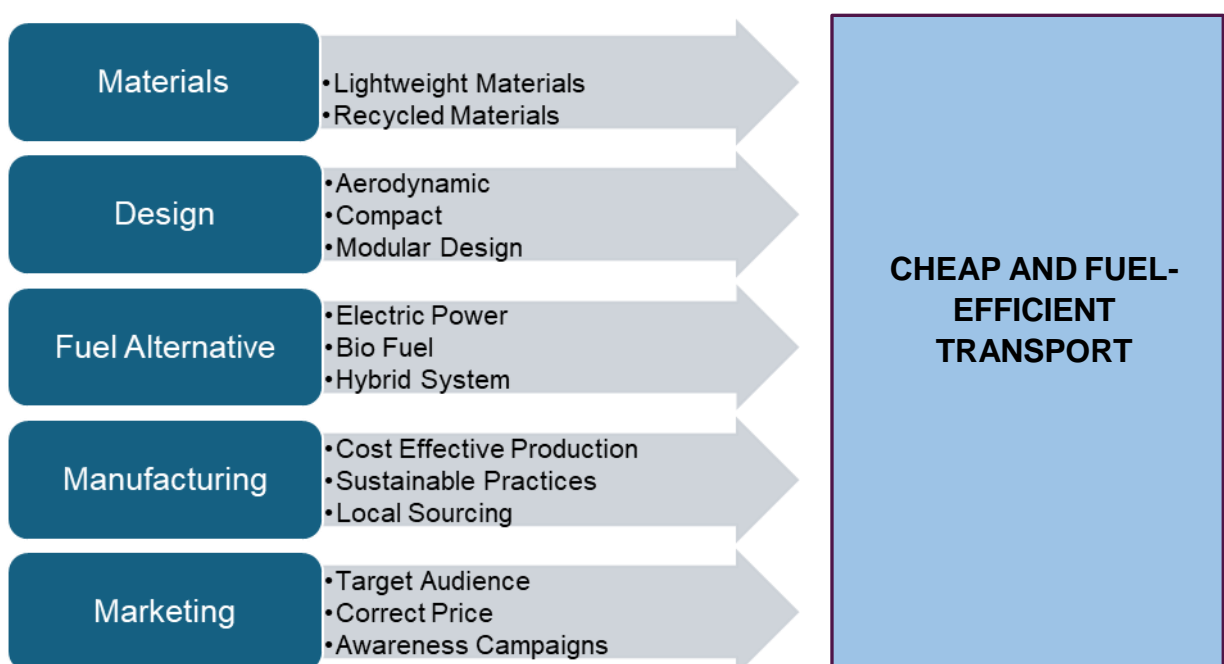 Materials
•Lightweight Materials
•Recycled Materials
Design
•Aerodynamic
•Compact
•Modular Design
Fuel Alternative
•Electric Power
•Bio Fuel
•Hybrid System
Manufacturing
•Cost Effective Production
•Sustainable Practices
•Local Sourcing
Marketing
•Target Audience
•Correct Price
•Awareness Campaigns
CHEAP AND FUEL-
EFFICIENT
TRANSPORT